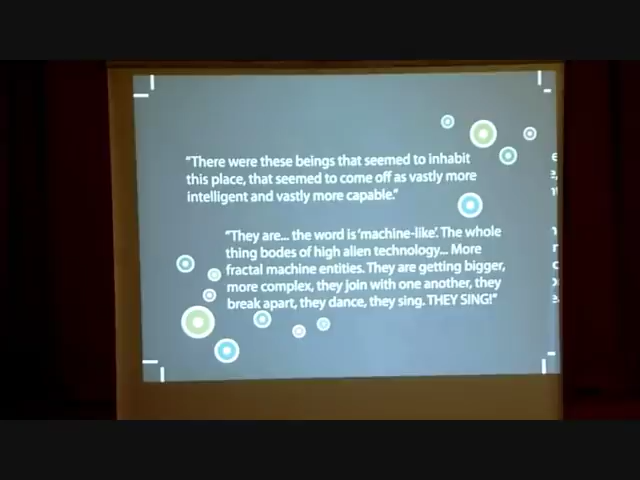 “There were these beings that seemed to inhabit
this place, that seemed to come off as vastly more
intelligent and vastly more capable.”
“They are... the word is ‘machine-like’. The whole
thing bodes of high alien technology... More
fractal machine entities. They are getting bigger,
more complex, they join with one another, they
break apart, they dance, they sing. THEY SING!”